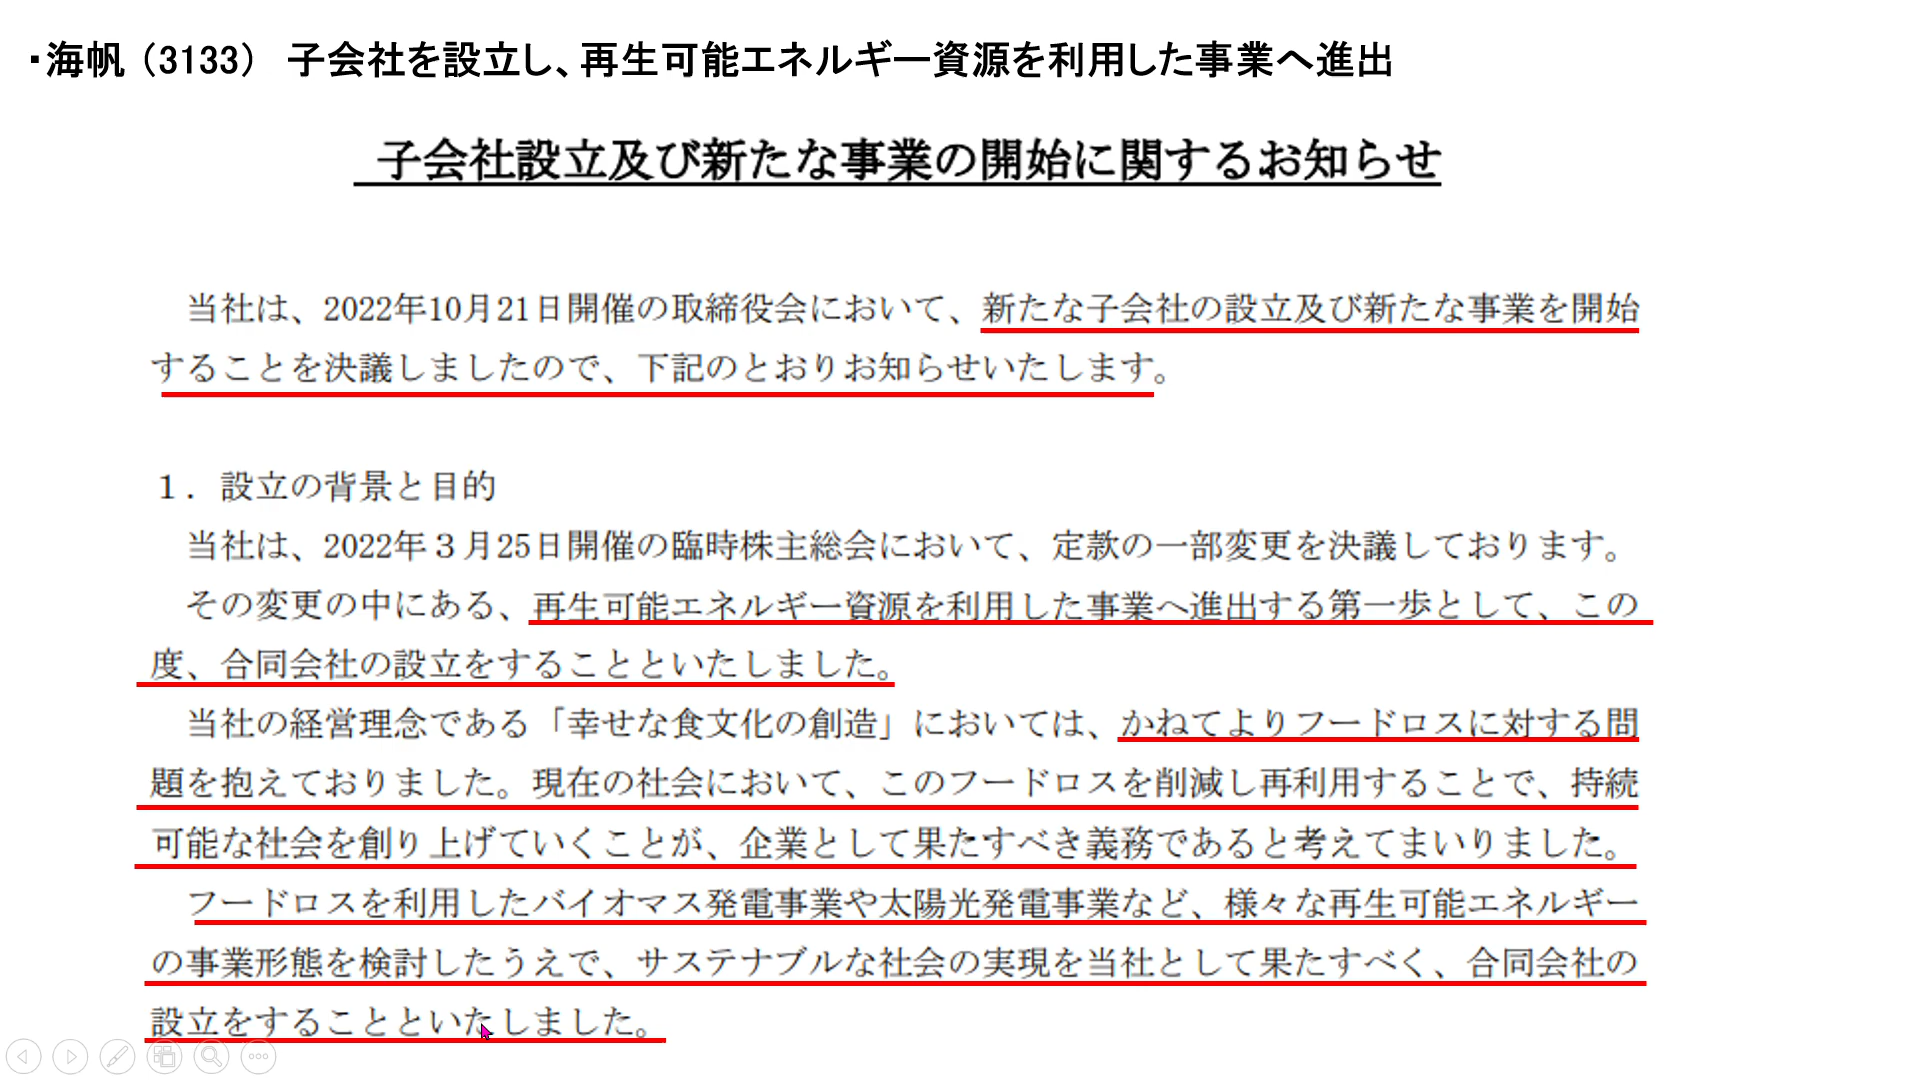 ・海帆（3133）　子会社を設立し、再生可能エネルギー資源を利用した事業へ進出
子会社設立及び新たな事業の開始に関するお知らせ
当社は、2022年10月21日開催の取締役会において、新たな子会社の設立及び新たな事業を開始
することを決議しましたので、下記のとおりお知らせいたします。
１．設立の背景と目的
当社は、2022年３月25日開催の臨時株主総会において、定款の一部変更を決議しております。
その変更の中にある、再生可能エネルギー資源を利用した事業へ進出する第一歩として、この
度、合同会社の設立をすることといたしました。
当社の経営理念である「幸せな食文化の創造」においては、かねてよりフードロスに対する問
題を抱えておりました。現在の社会において、このフードロスを削減し再利用することで、持続
可能な社会を創り上げていくことが、企業として果たすべき義務であると考えてまいりました。
フードロスを利用したバイオマス発電事業や太陽光発電事業など、様々な再生可能エネルギー
の事業形態を検討したうえで、サステナブルな社会の実現を当社として果たすべく、合同会社の
設立をすることといたしました。